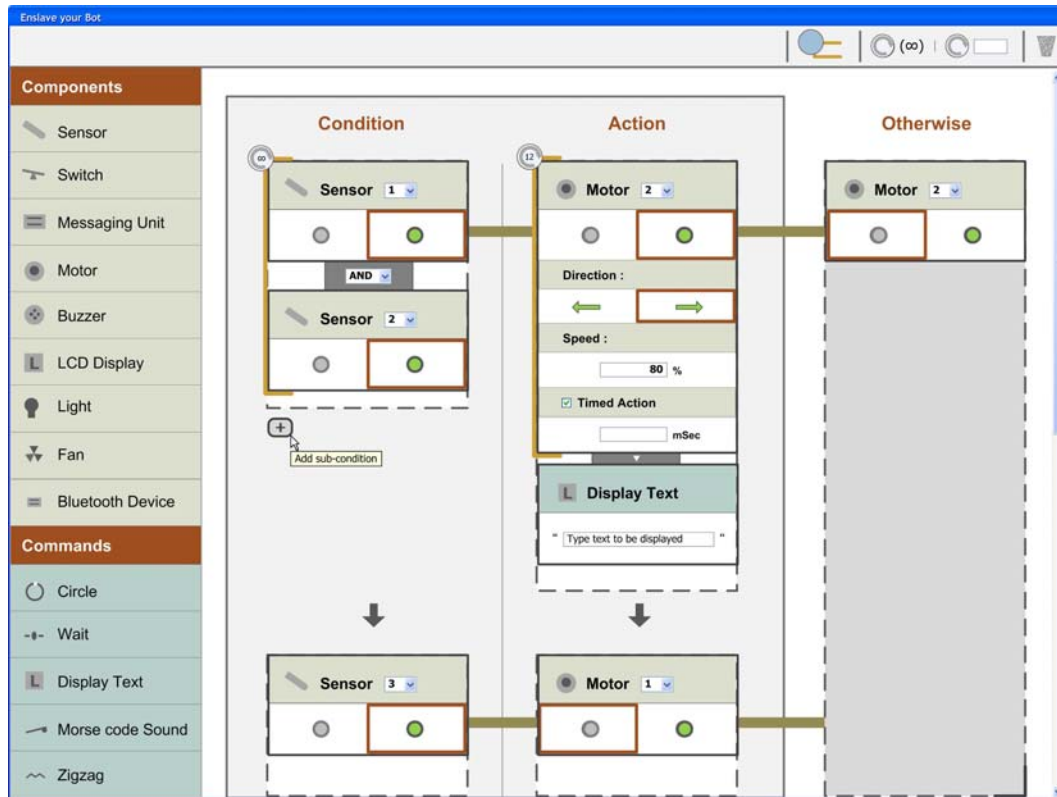 Enslave your Bot
(∞)
Components
Sensor
Switch
Messaging Unit
Motor
Buzzer
L LCD Display
Light
Fan
Bluetooth Device
Commands
Circle
Wait
L Display Text
Morse code Sound
Zigzag
Condition
Action
Otherwise
∞
Sensor 1
AND
Sensor 2
Add sub-condition
12
Motor 2
Direction :
Speed :
80 %
Timed Action
mSec
L Display Text
" Type text to be displayed "
Motor 2
Sensor 3
Motor 1